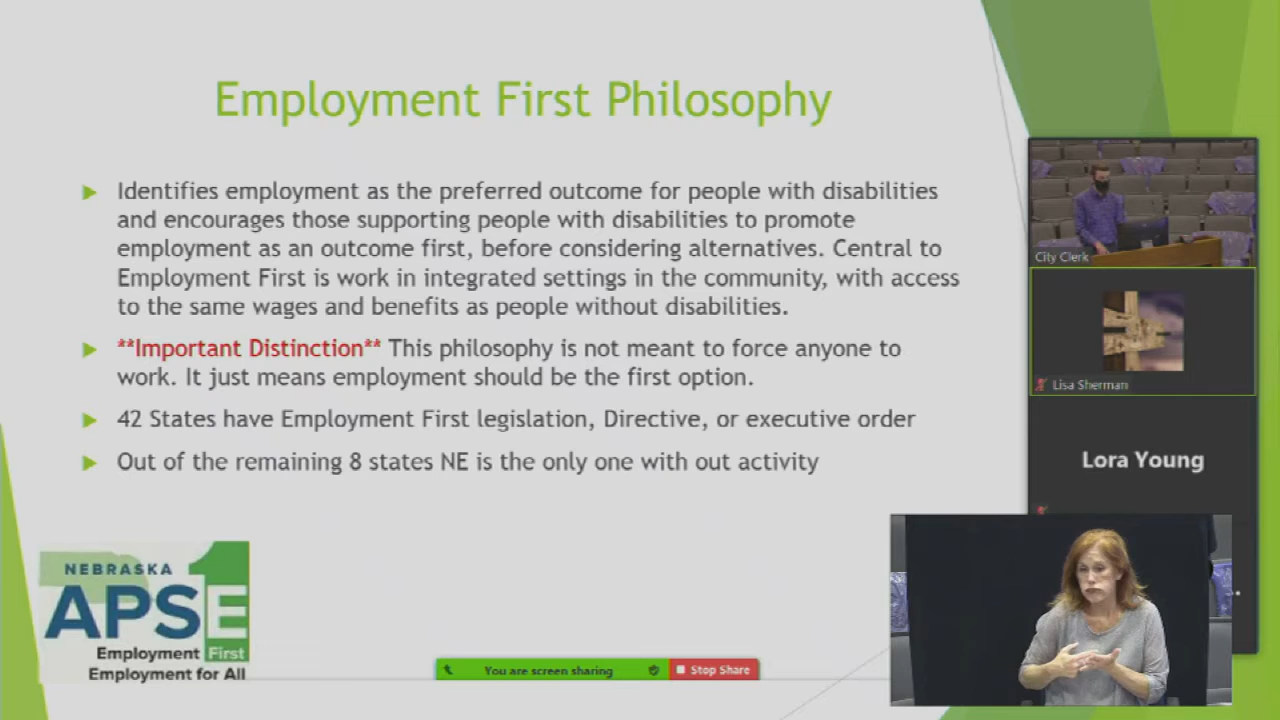 Employment First Philosophy
Identifies employment as the preferred outcome for people with disabilities
and encourages those supporting people with disabilities to promote
employment as an outcome first, before considering alternatives. Central to
Employment First is work in integrated settings in the community, with access
to the same wages and benefits as people without disabilities.
**Important Distinction** This philosophy is not meant to force anyone to
work. It just means employment should be the first option.
42 States have Employment First legislation, Directive, or executive order
Out of the remaining 8 states NE is the only one with out activity
NEBRASKA 1
APSE
Employment First
Employment for All
You are screen sharing
Stop Share
City Clerk
Lisa Sherman
Lora Young